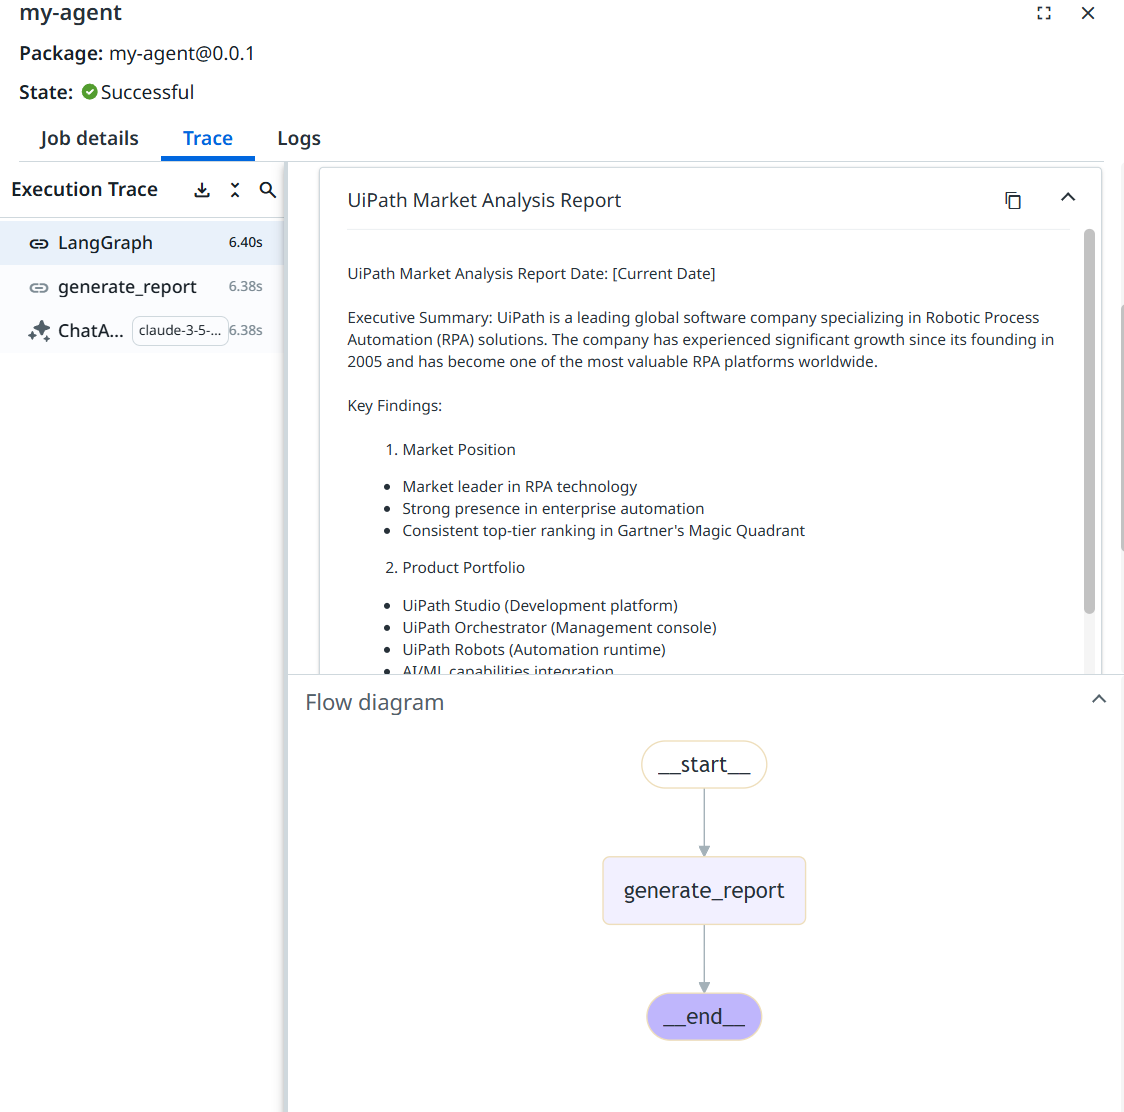 my-agent
Package: my-agent@0.0.1
State: Successful
Job details Trace Logs
Execution Trace
LangGraph 6.40s
generate_report 6.38s
ChatA... claude-3-5-... 6.38s
UiPath Market Analysis Report
UiPath Market Analysis Report Date: [Current Date]
Executive Summary: UiPath is a leading global software company specializing in Robotic Process
Automation (RPA) solutions. The company has experienced significant growth since its founding in
2005 and has become one of the most valuable RPA platforms worldwide.
Key Findings:
1. Market Position
• Market leader in RPA technology
• Strong presence in enterprise automation
• Consistent top-tier ranking in Gartner's Magic Quadrant
2. Product Portfolio
• UiPath Studio (Development platform)
• UiPath Orchestrator (Management console)
• UiPath Robots (Automation runtime)
• AI/ML capabilities integration
Flow diagram
__start__
generate_report
__end__